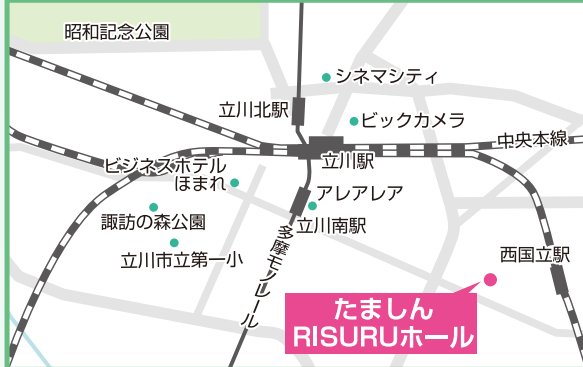 昭和記念公園
シネマシティ
立川北駅
ビックカメラ
中央本線
立川駅
ビジネスホテル
ほまれ
アレアレア
諏訪の森公園
立川南駅
立川市立第一小
多摩モノレール
西国立駅
たましん
RISURUホール